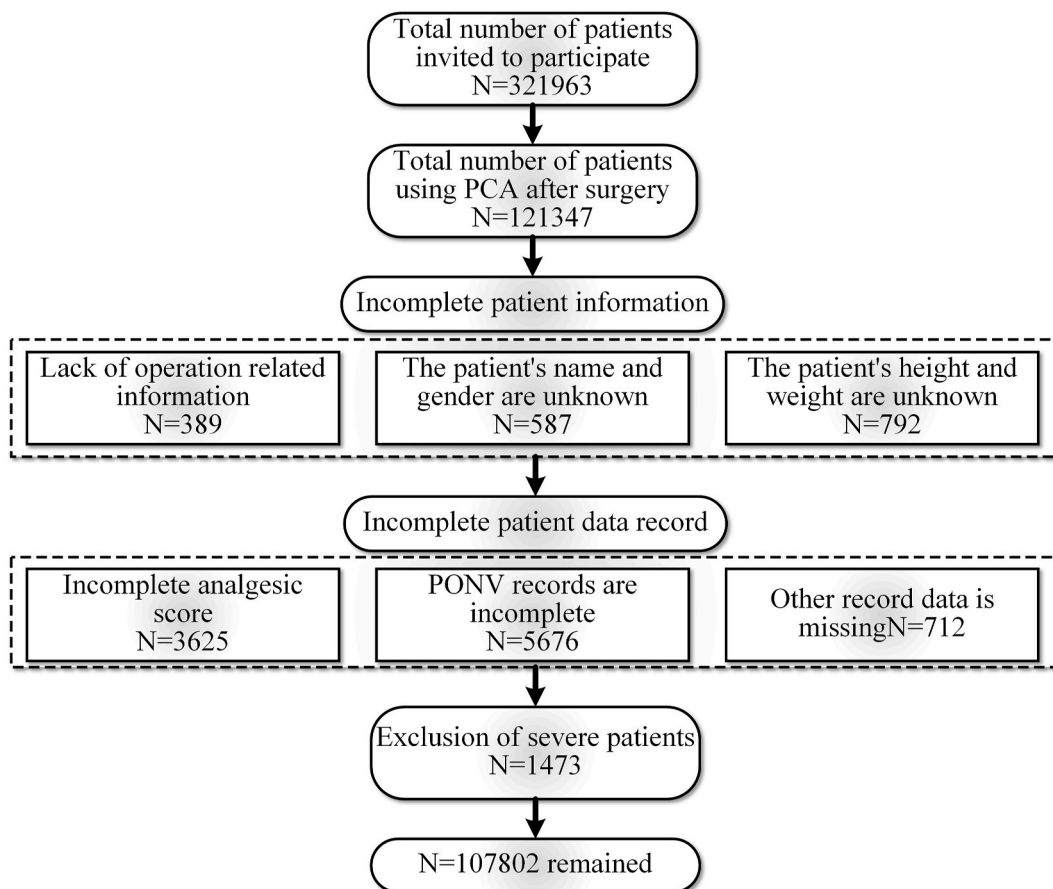 Total number of patients
invited to participate
N=321963
Total number of patients
using PCA after surgery
N=121347
Incomplete patient information
Lack of operation related
information
N=389
The patient's name and
gender are unknown
N=587
The patient's height and
weight are unknown
N=792
Incomplete patient data record
Incomplete analgesic
score
N=3625
PONV records are
incomplete
N=5676
Other record data is
missingN=712
Exclusion of severe patients
N=1473
N=107802 remained